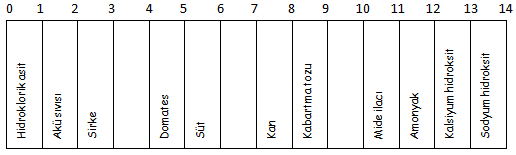 0 1 2 3 4 5 6 7 8 9 10 11 12 13 14
Hidroklorik asit
Akü sıvısı
Sirke
Domates
Süt
Kan
Kabartma tozu
Mide ilacı
Amonyak
Kalsiyum hidroksit
Sodyum hidroksit